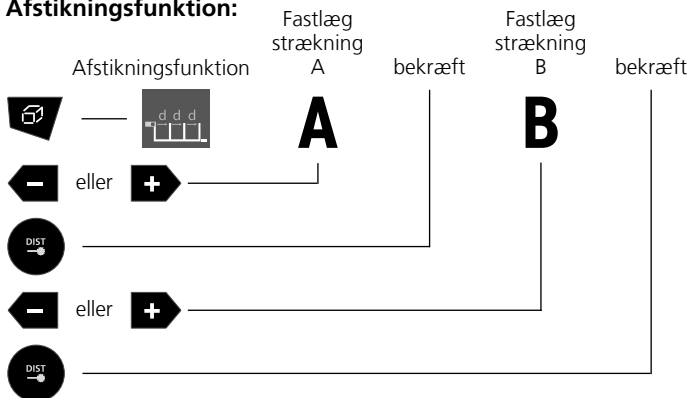 Afstikningsfunktion:
Afstikningsfunktion
Fastlæg
strækning
A
bekræft
Fastlæg
strækning
B
bekræft
d d d
A
B
eller
DIST
eller
DIST